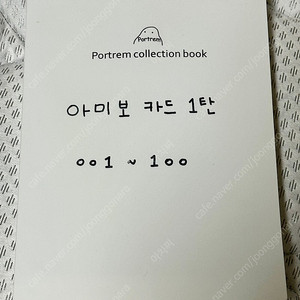 Portrem
Portrem collection book
아미보 카드 1탄
001 ~ 100